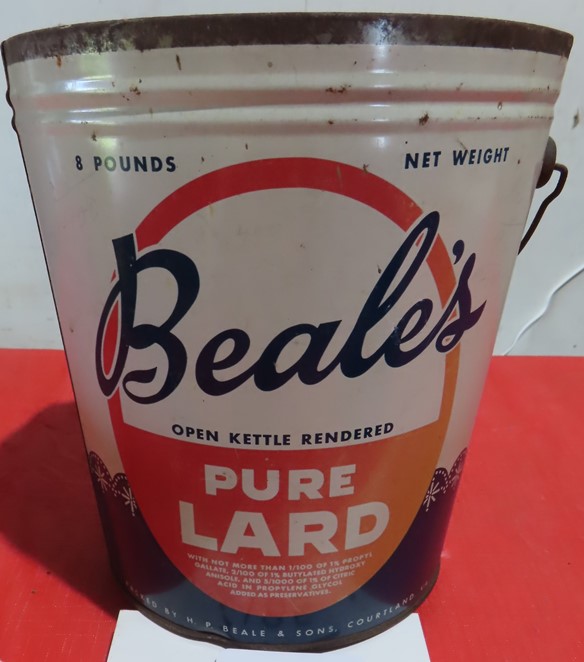 8 POUNDS NET WEIGHT
Beale's
OPEN KETTLE RENDERED
PURE
LARD
WITH NOT MORE THAN 1/100 OF 1% PROPYL
GALLATE, 2/100 OF 1% BUTYLATED HYDROXY
ANISOLE, AND 5/1000 OF 1% OF CITRIC
ACID IN PROPYLENE GLYCOL
ADDED AS PRESERVATIVES.
BY H. P. BEALE & SONS, COURTLAND